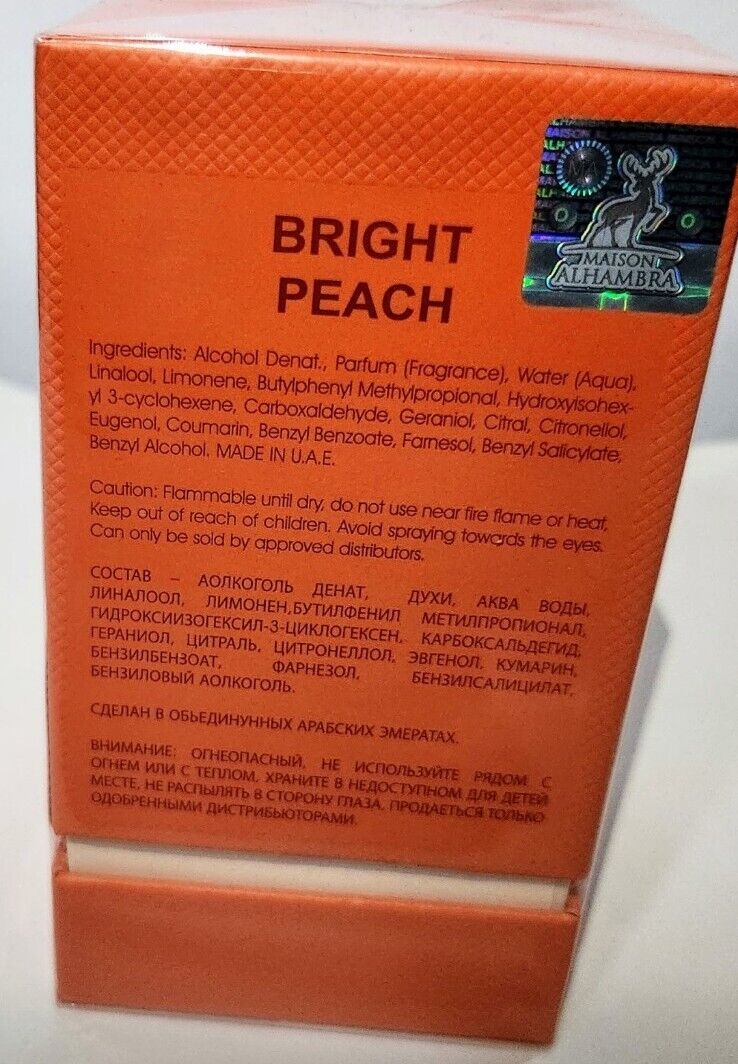 BRIGHT
PEACH
MAISON
ALHAMBRA
Ingredients: Alcohol Denat., Parfum (Fragrance), Water (Aqua),
Linalool, Limonene, Butylphenyl Methylpropional, Hydroxyisohex-
yl 3-cyclohexene, Carboxaldehyde, Geraniol, Citral, Citronellol,
Eugenol, Coumarin, Benzyl Benzoate, Farnesol, Benzyl Salicylate,
Benzyl Alcohol. MADE IN U.A.E.
Caution: Flammable until dry, do not use near fire flame or heat,
Keep out of reach of children. Avoid spraying towards the eyes.
Can only be sold by approved distributors.
СОСТАВ – АОЛКОГОЛЬ ДЕНАТ, ДУХИ, АКВА ВОДЫ,
ЛИНАЛООЛ, ЛИМОНЕН,БУТИЛФЕНИЛ МЕТИЛПРОПИОНАЛ,
ГИДРОКСИИЗОГЕКСИЛ-3-ЦИКЛОГЕКСЕН, КАРБОКСАЛЬДЕГИД,
ГЕРАНИОЛ, ЦИТРАЛЬ, ЦИТРОНЕЛЛОЛ, ЭВГЕНОЛ, КУМАРИН,
БЕНЗИЛБЕНЗОАТ, ФАРНЕЗОЛ, БЕНЗИЛСАЛИЦИЛАТ,
БЕНЗИЛОВЫЙ АОЛКОГОЛЬ.
СДЕЛАН В ОБЬЕДИНУННЫХ АРАБСКИХ ЭМЕРАТАХ.
ВНИМАНИЕ: ОГНЕОПАСНЫЙ, НЕ ИСПОЛЬЗУЙТЕ РЯДОМ С
ОГНЕМ ИЛИ С ТЕПЛОМ, ХРАНИТЕ В НЕДОСТУПНОМ ДЛЯ ДЕТЕЙ
МЕСТЕ, НЕ РАСПЫЛЯТЬ В СТОРОНУ ГЛАЗА. ПРОДАЕТЬСЯ ТОЛЬКО
ОДОБРЕННЫМИ ДИСТРИБЬЮТОРАМИ.